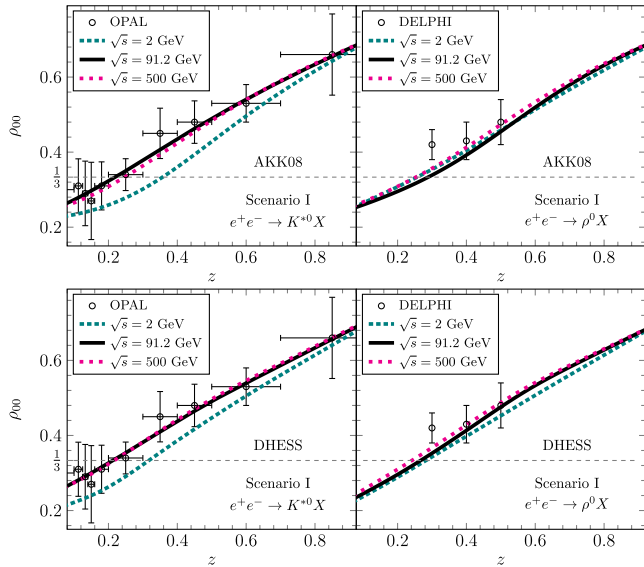 OPAL
√s = 2 GeV
√s = 91.2 GeV
√s = 500 GeV
AKK08
Scenario I
e⁺e⁻ → K*⁰X
ρ₀₀
0.6
0.4
1/3
0.2
0.2 0.4 0.6 0.8
z
DELPHI
√s = 2 GeV
√s = 91.2 GeV
√s = 500 GeV
AKK08
Scenario I
e⁺e⁻ → ρ⁰X
0.2 0.4 0.6 0.8
z
OPAL
√s = 2 GeV
√s = 91.2 GeV
√s = 500 GeV
DHESS
Scenario I
e⁺e⁻ → K*⁰X
ρ₀₀
0.6
0.4
1/3
0.2
0.2 0.4 0.6 0.8
z
DELPHI
√s = 2 GeV
√s = 91.2 GeV
√s = 500 GeV
DHESS
Scenario I
e⁺e⁻ → ρ⁰X
0.2 0.4 0.6 0.8
z